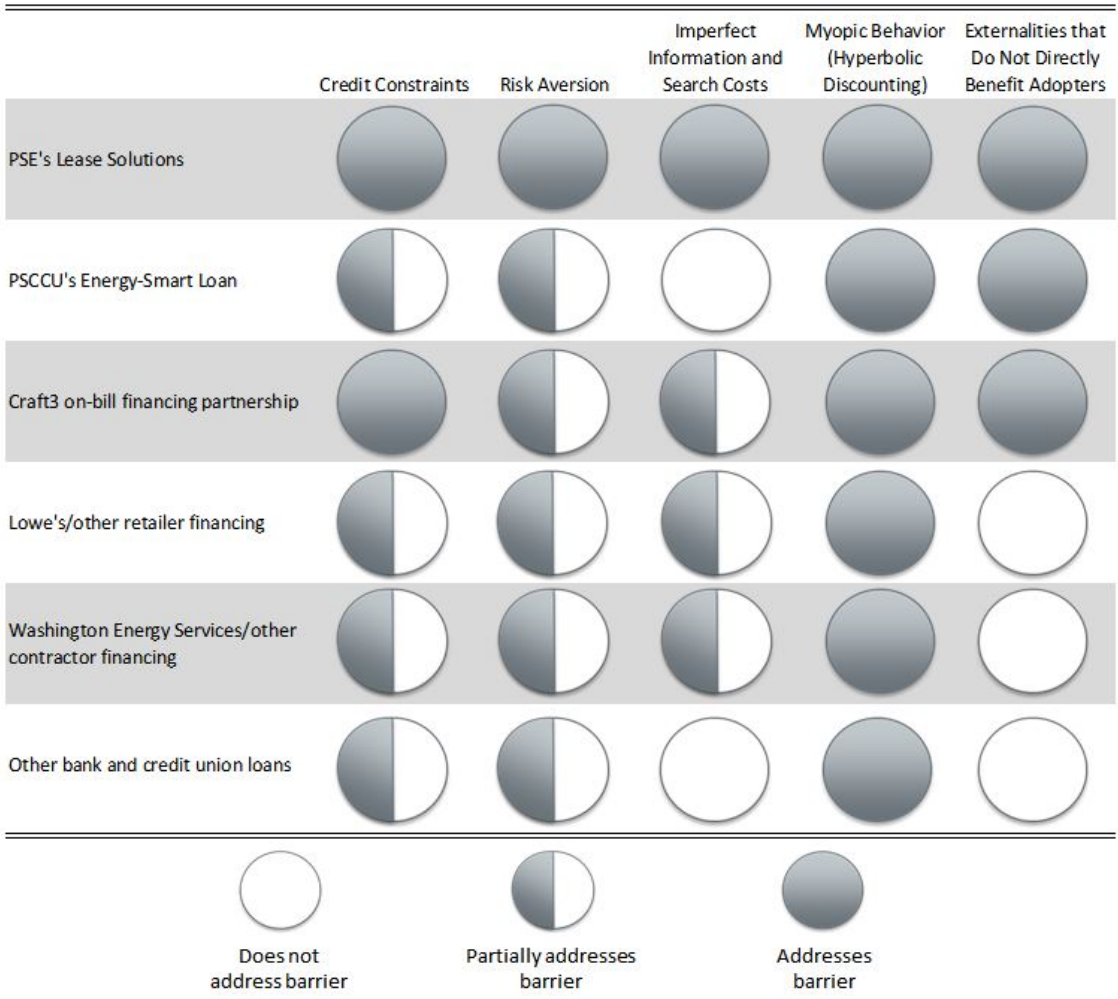 Credit Constraints
Risk Aversion
Imperfect
Information and
Search Costs
Myopic Behavior
(Hyperbolic
Discounting)
Externalities that
Do Not Directly
Benefit Adopters
PSE's Lease Solutions
PSCCU's Energy-Smart Loan
Craft3 on-bill financing partnership
Lowe's/other retailer financing
Washington Energy Services/other
contractor financing
Other bank and credit union loans
Does not
address barrier
Partially addresses
barrier
Addresses
barrier